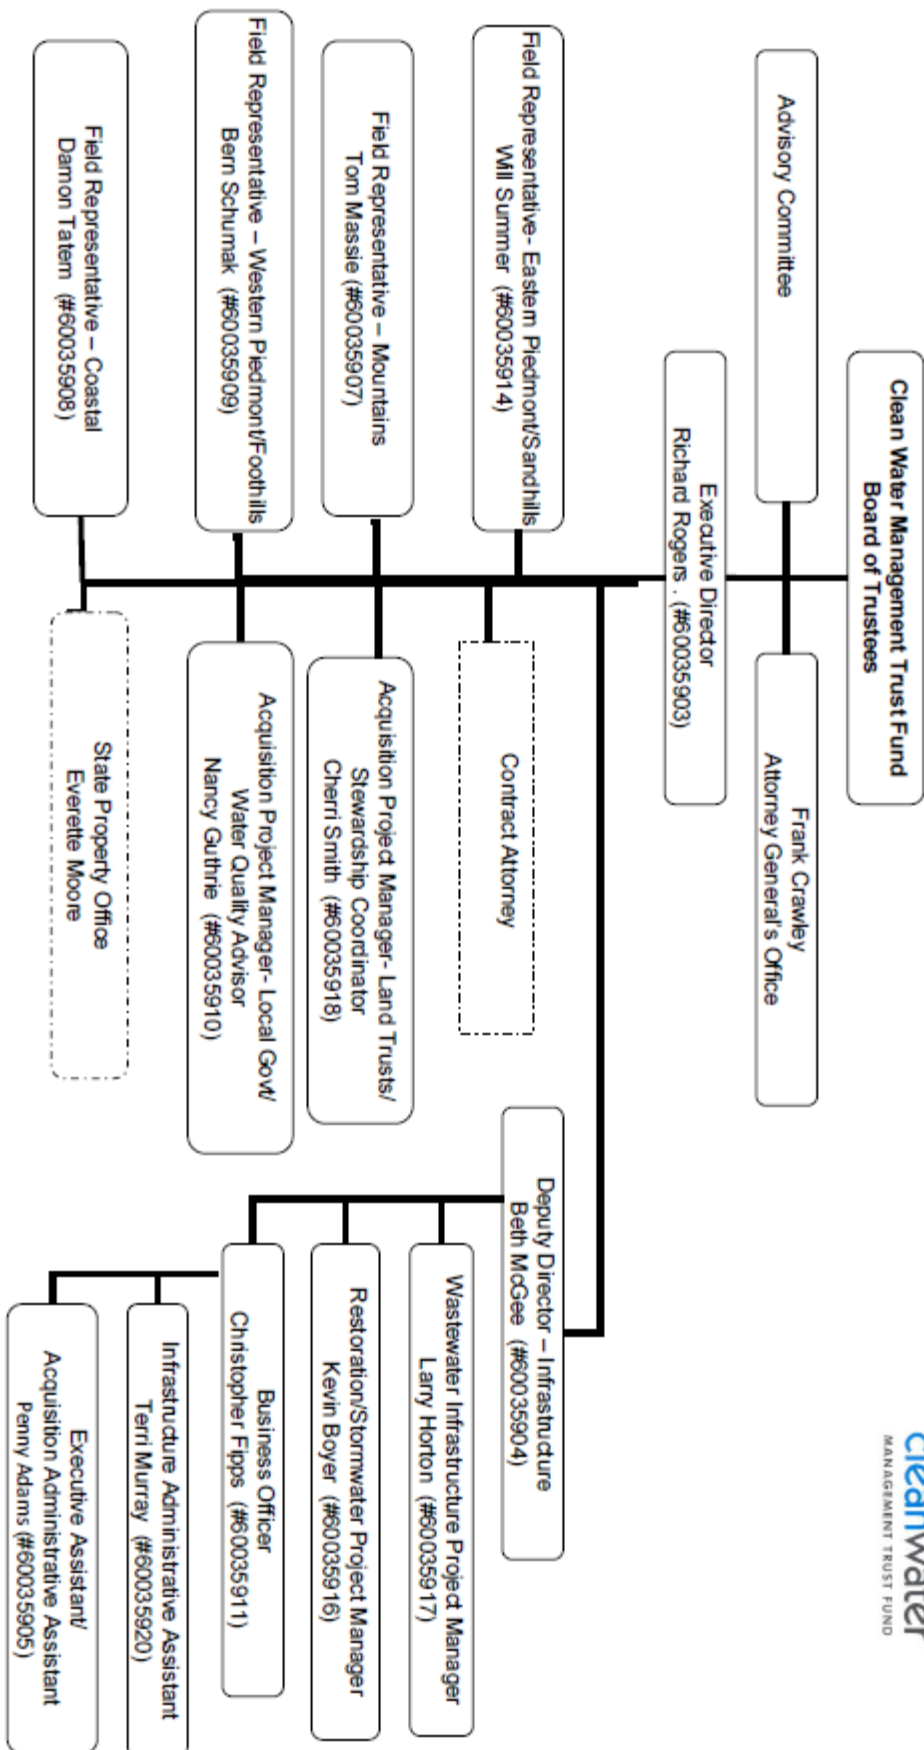 cleanwater
MANAGEMENT TRUST FUND
Clean Water Management Trust Fund
Board of Trustees
Advisory Committee
Frank Crawley
Attorney General's Office
Executive Director
Richard Rogers . (#60035903)
Field Representative- Eastern Piedmont/Sandhills
Will Summer (#60035914)
Contract Attorney
Deputy Director – Infrastructure
Beth McGee (#60035904)
Field Representative – Mountains
Tom Massie (#60035907)
Acquisition Project Manager- Land Trusts/
Stewardship Coordinator
Cherri Smith (#60035918)
Wastewater Infrastructure Project Manager
Larry Horton (#60035917)
Field Representative – Western Piedmont/Foothills
Bern Schumak (#60035909)
Acquisition Project Manager- Local Govt/
Water Quality Advisor
Nancy Guthrie (#60035910)
Restoration/Stormwater Project Manager
Kevin Boyer (#60035916)
Business Officer
Christopher Fipps (#60035911)
Field Representative – Coastal
Damon Tatem (#60035908)
State Property Office
Everette Moore
Infrastructure Administrative Assistant
Terri Murray (#60035920)
Executive Assistant/
Acquisition Administrative Assistant
Penny Adams (#60035905)